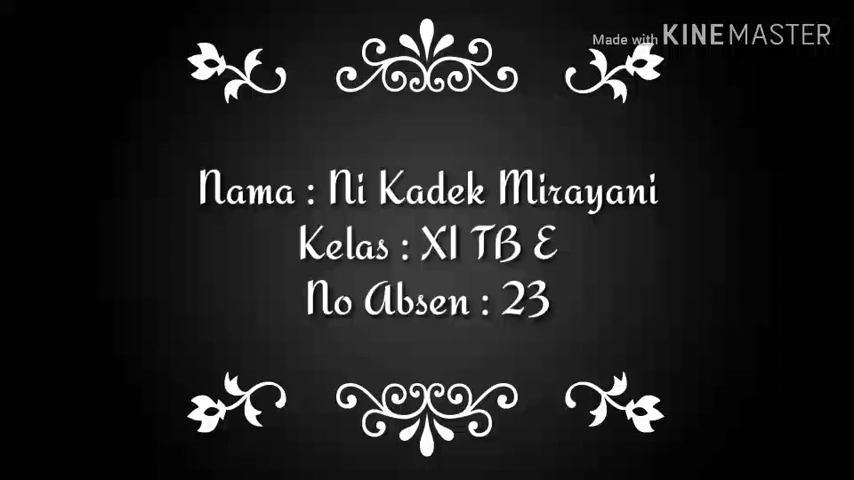 Made with KINEMASTER
Nama : Ni Kadek Mirayani
Kelas : XI TB E
No Absen : 23